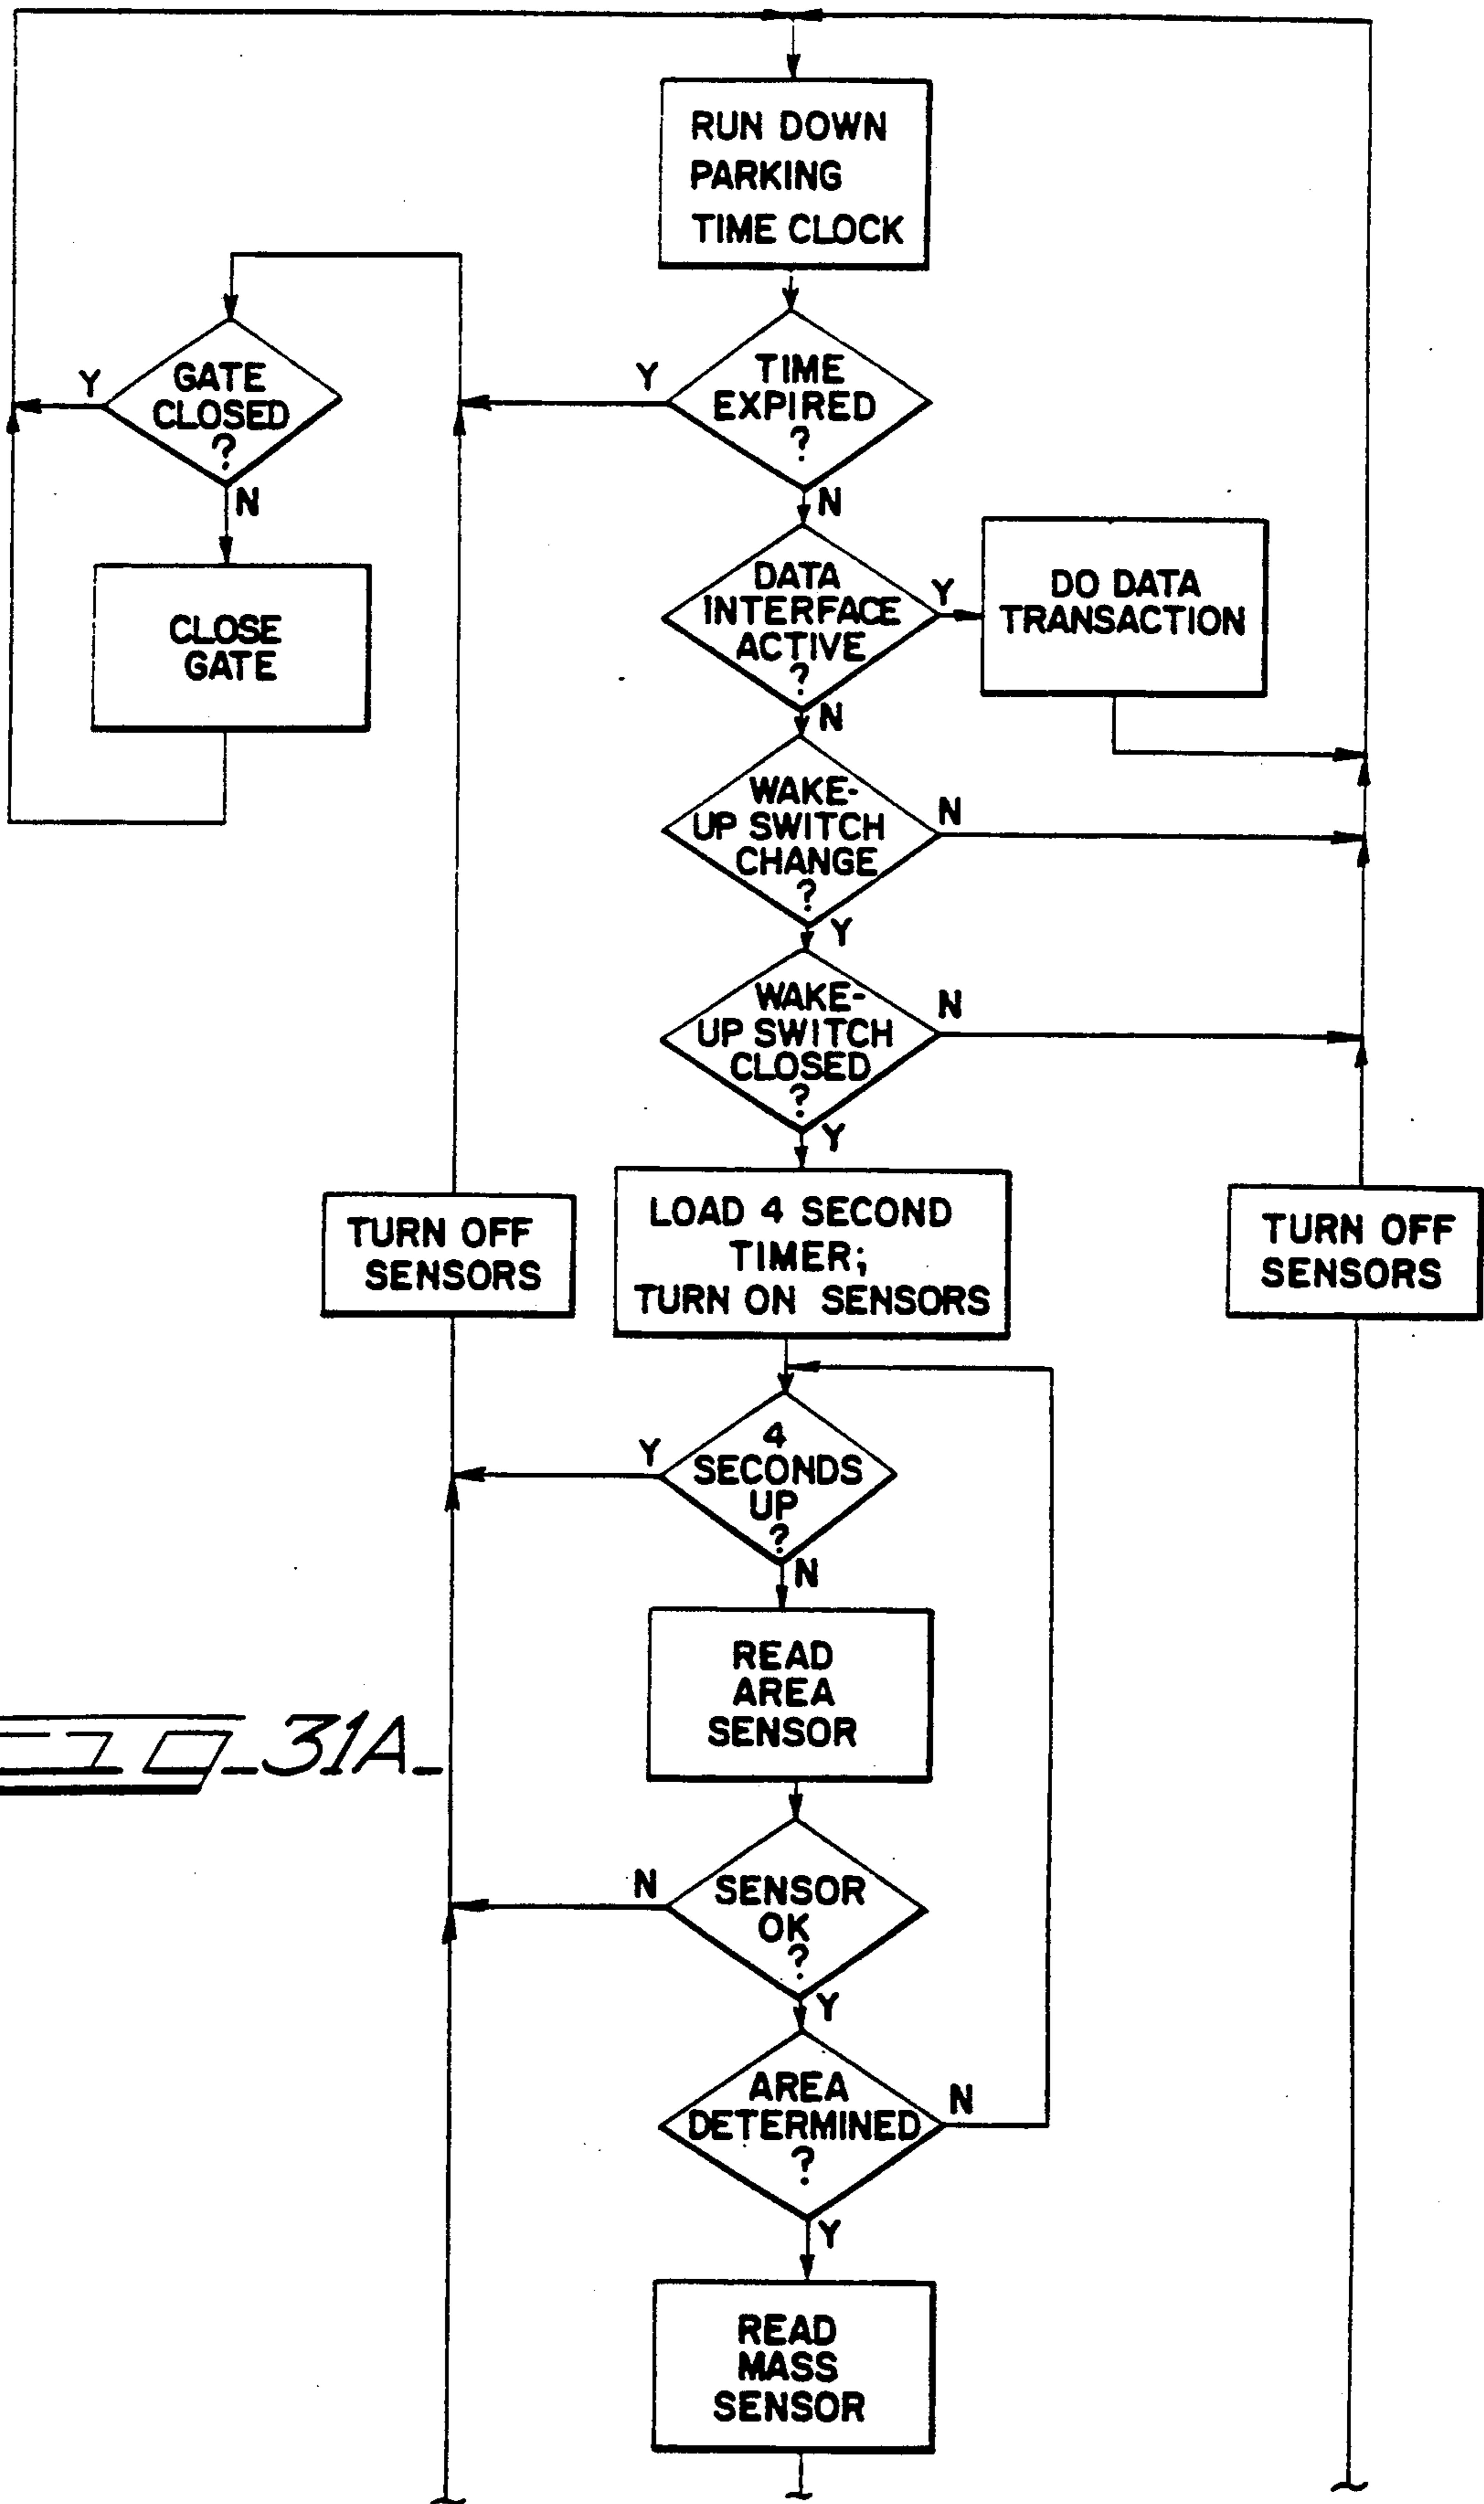 RUN DOWN
PARKING
TIME CLOCK
GATE
CLOSED
?
Y
N
TIME
EXPIRED
?
Y
N
CLOSE
GATE
DATA
INTERFACE
ACTIVE
?
Y
N
DO DATA
TRANSACTION
WAKE-
UP SWITCH
CHANGE
?
N
Y
WAKE-
UP SWITCH
CLOSED
?
N
Y
TURN OFF
SENSORS
LOAD 4 SECOND
TIMER;
TURN ON SENSORS
TURN OFF
SENSORS
4
SECONDS
UP
?
Y
N
READ
AREA
SENSOR
31A
SENSOR
OK
?
N
Y
AREA
DETERMINED
?
N
Y
READ
MASS
SENSOR